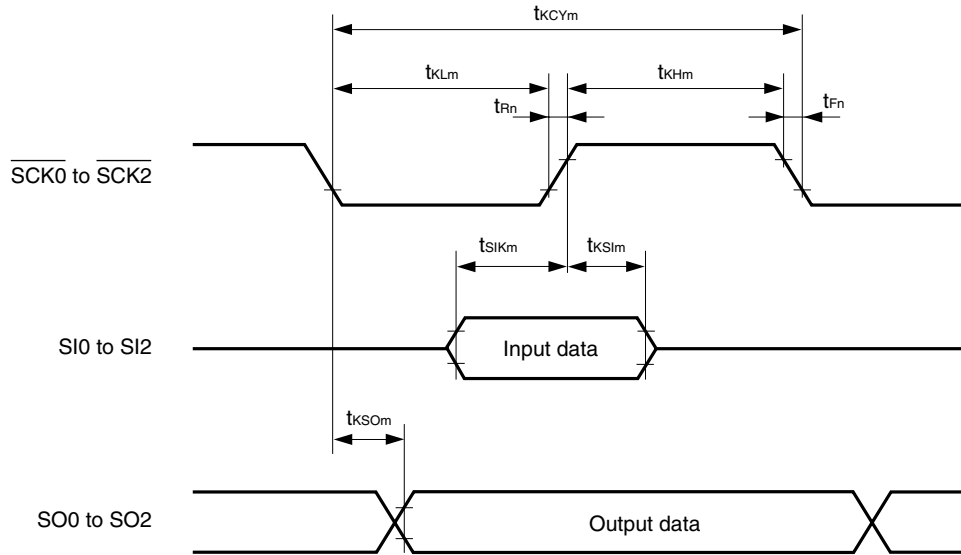 tKCYm
tKLm
tKHm
tRn
tFn
SCK0 to SCK2
tSIKm
tKSIm
SI0 to SI2
Input data
tKSOm
SO0 to SO2
Output data